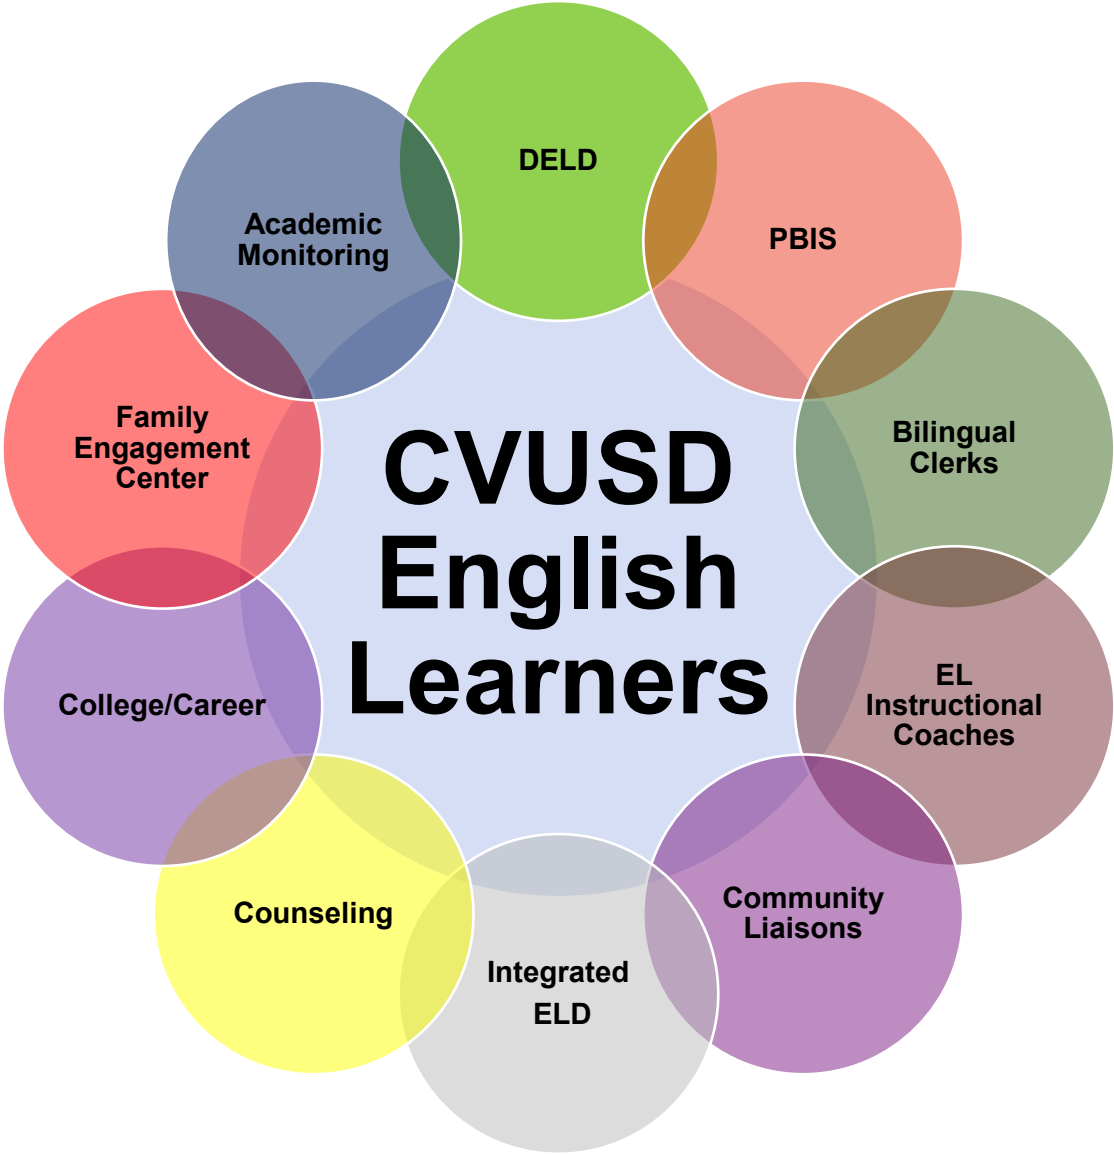 DELD
PBIS
Bilingual
Clerks
EL
Instructional
Coaches
Community
Liaisons
Integrated
ELD
Counseling
College/Career
Family
Engagement
Center
Academic
Monitoring
CVUSD
English
Learners